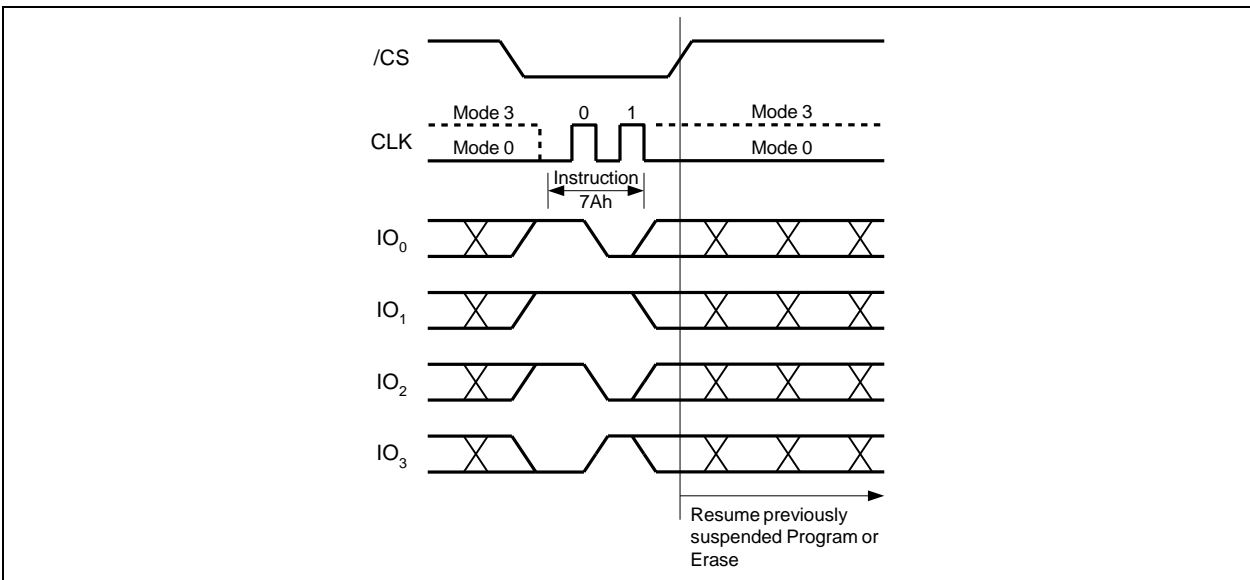 /CS
Mode 3 0 1 Mode 3
CLK Mode 0 Mode 0
Instruction
7Ah
IO0
IO1
IO2
IO3
Resume previously
suspended Program or
Erase